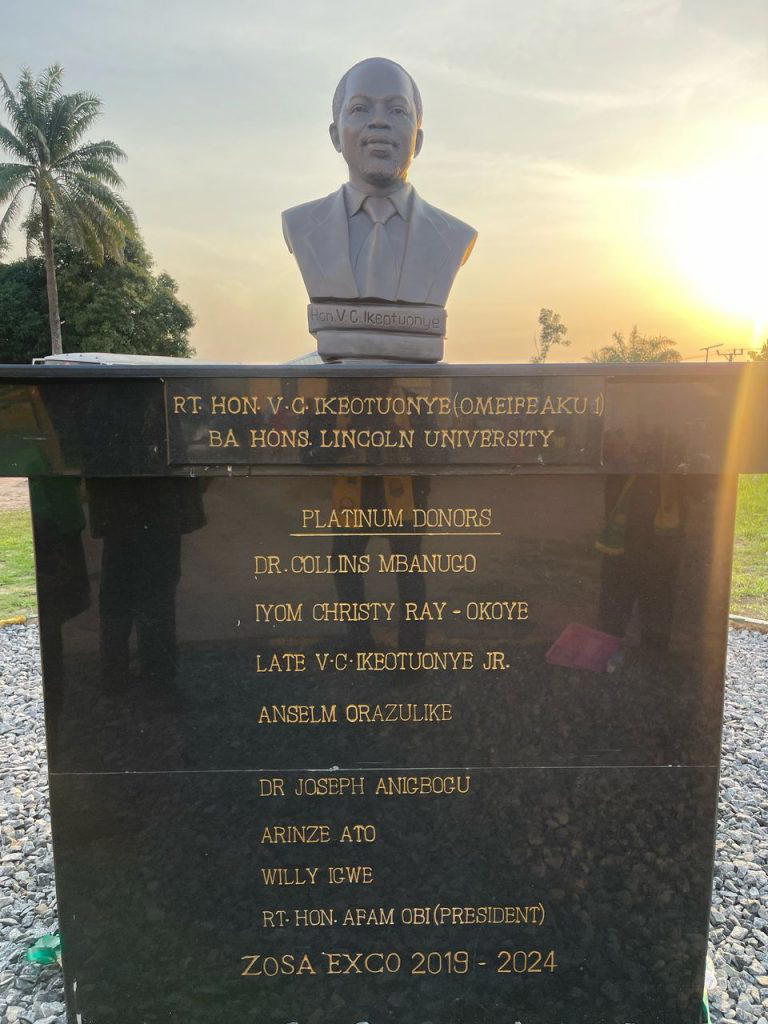 Hon. V. C. Ikeotuonye
RT. HON. V.C. IKEOTUONYE (OMEIFEAKU 1)
BA HONS. LINCOLN UNIVERSITY
PLATINUM DONORS
DR. COLLINS MBANUGO
IYOM CHRISTY RAY - OKOYE
LATE V.C. IKEOTUONYE JR.
ANSELM ORAZULIKE
DR JOSEPH ANIGBOGU
ARINZE ATO
WILLY IGWE
RT. HON. AFAM OBI (PRESIDENT)
ZOSA EXCO 2019 - 2024